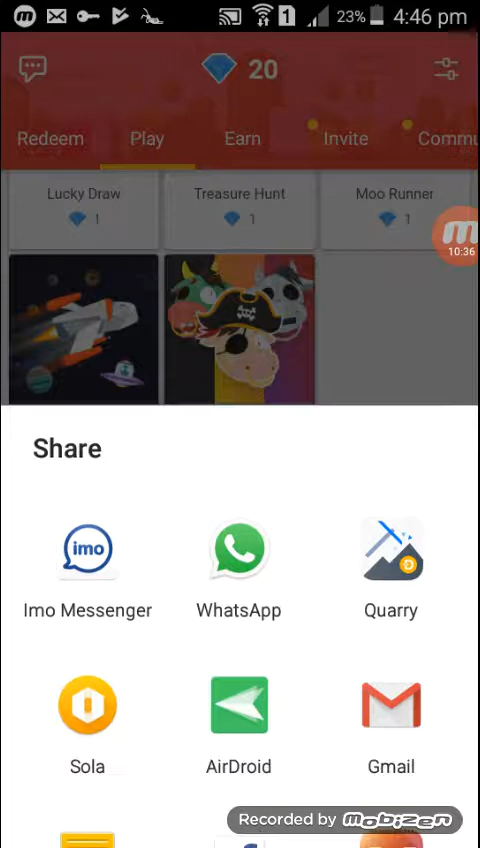 1 23% 4:46 pm
20
Redeem Play Earn Invite Commu
Lucky Draw Treasure Hunt Moo Runner
1 1 1
10:36
Share
imo
Imo Messenger WhatsApp Quarry
Sola AirDroid Gmail
Recorded by Mobizen